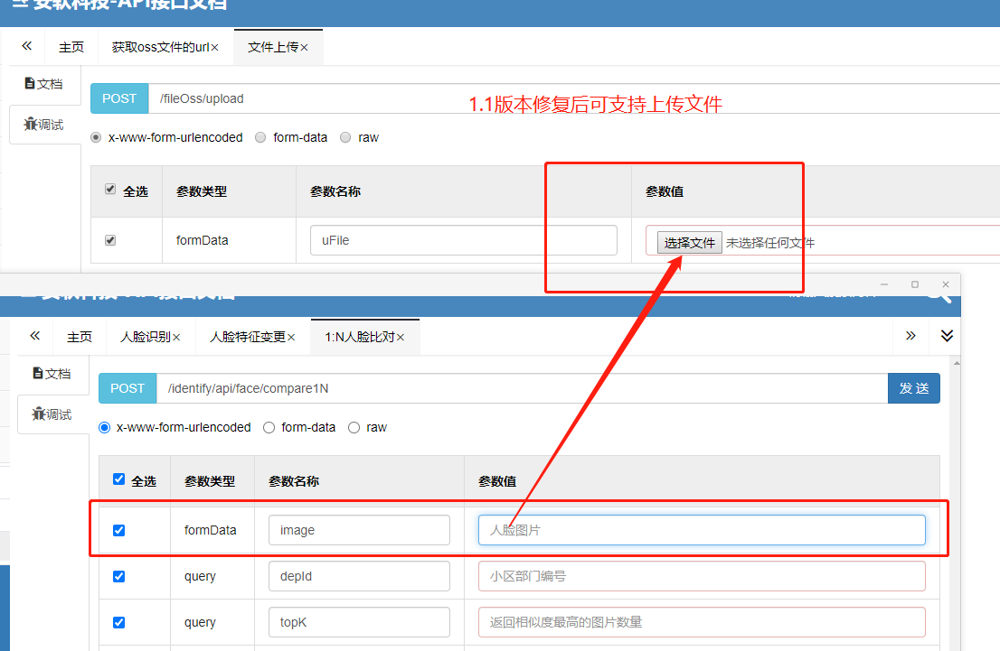 安软科技-API接口文档
主页
获取oss文件的url×
文件上传×
文档
POST
/fileOss/upload
1.1版本修复后可支持上传文件
调试
x-www-form-urlencoded
form-data
raw
全选
参数类型
参数名称
参数值
formData
uFile
选择文件
未选择任何文件
主页
人脸识别×
人脸特征变更×
1:N人脸比对×
文档
POST
/identify/api/face/compare1N
发 送
调试
x-www-form-urlencoded
form-data
raw
全选
参数类型
参数名称
参数值
formData
image
人脸图片
query
depId
小区部门编号
query
topK
返回相似度最高的图片数量